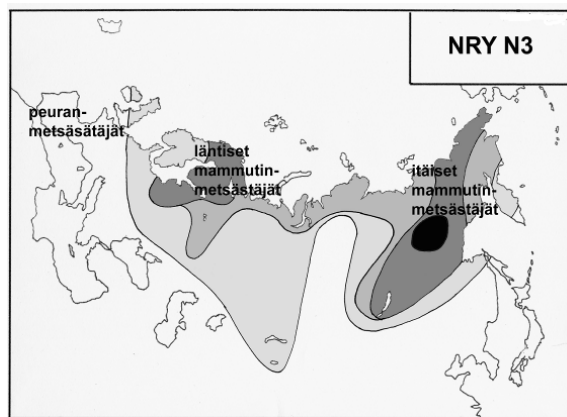 NRY N3
peuran-
metsäsätäjät
läntiset
mammutin-
metsästäjät
itäiset
mammutin-
metsästäjät